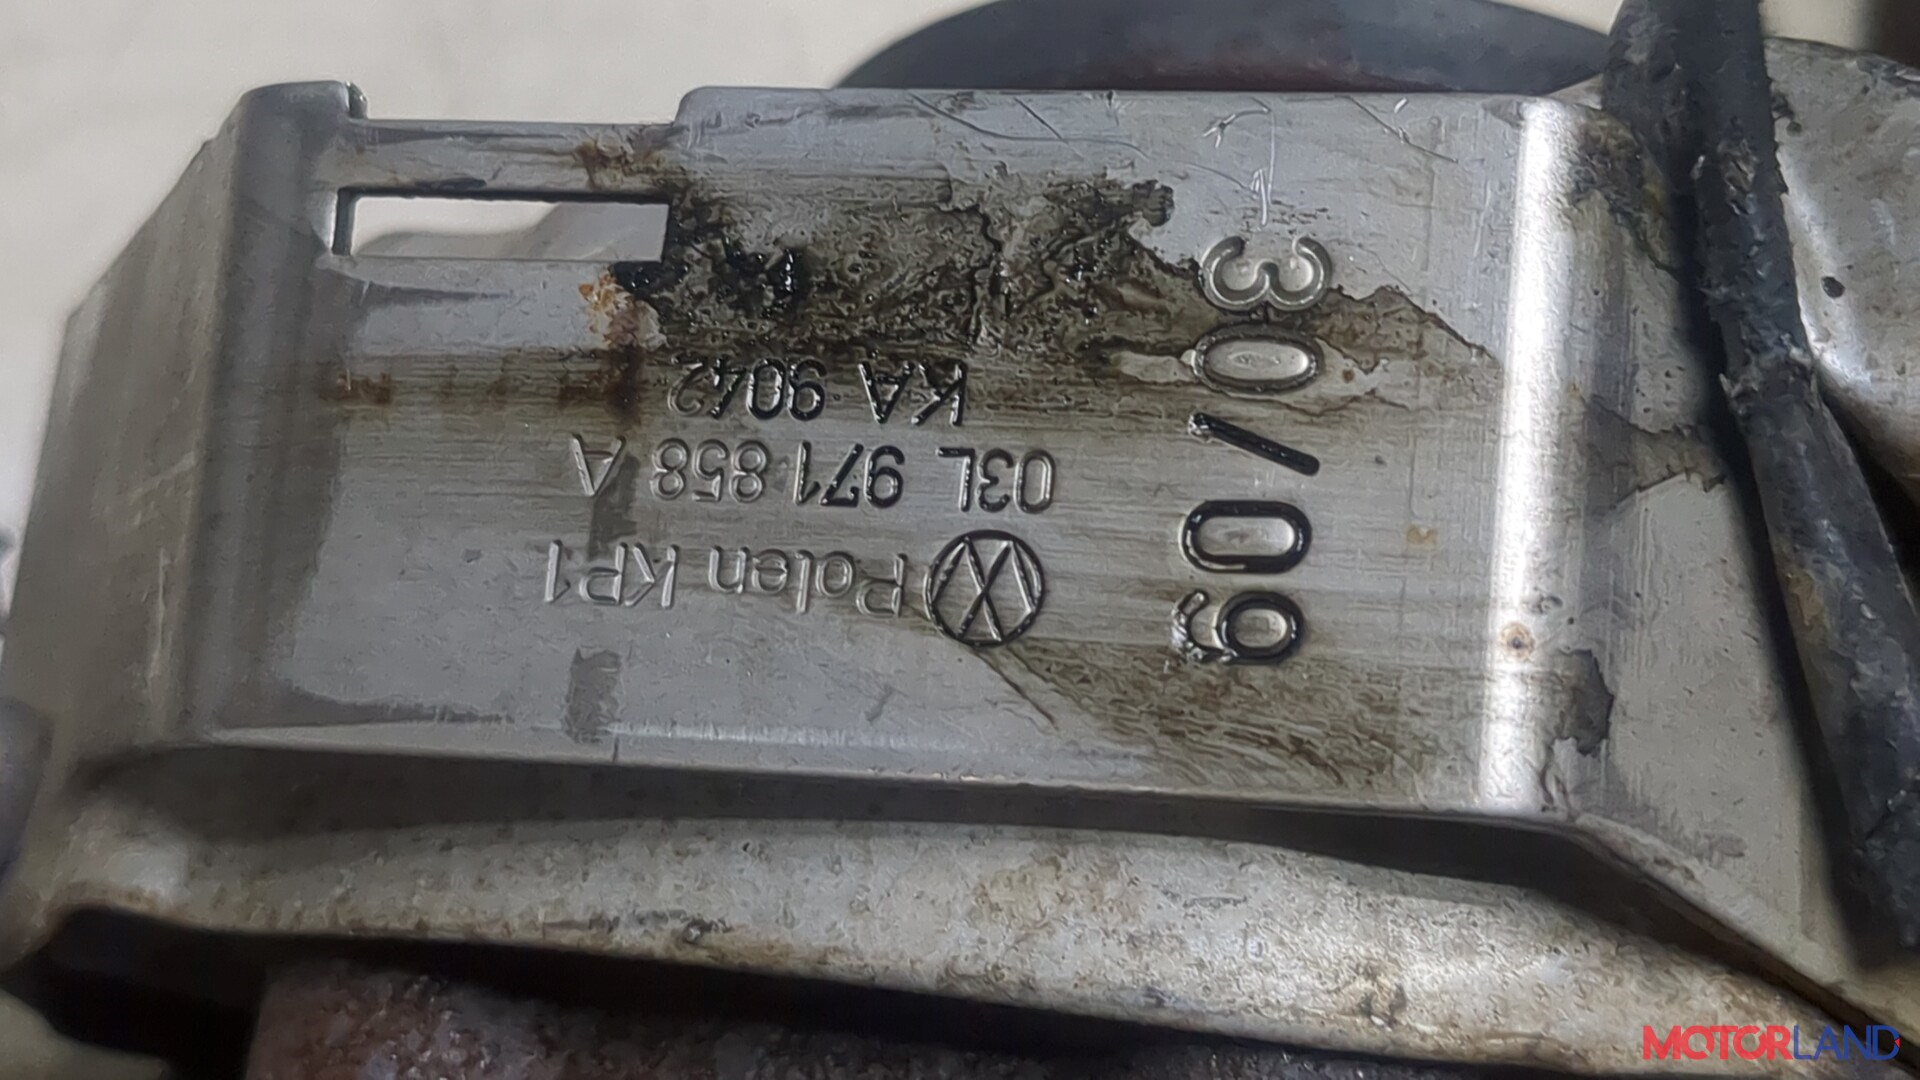 Polen KP1
03L 971 858 A
KA 9042
30/09
MOTORLAND